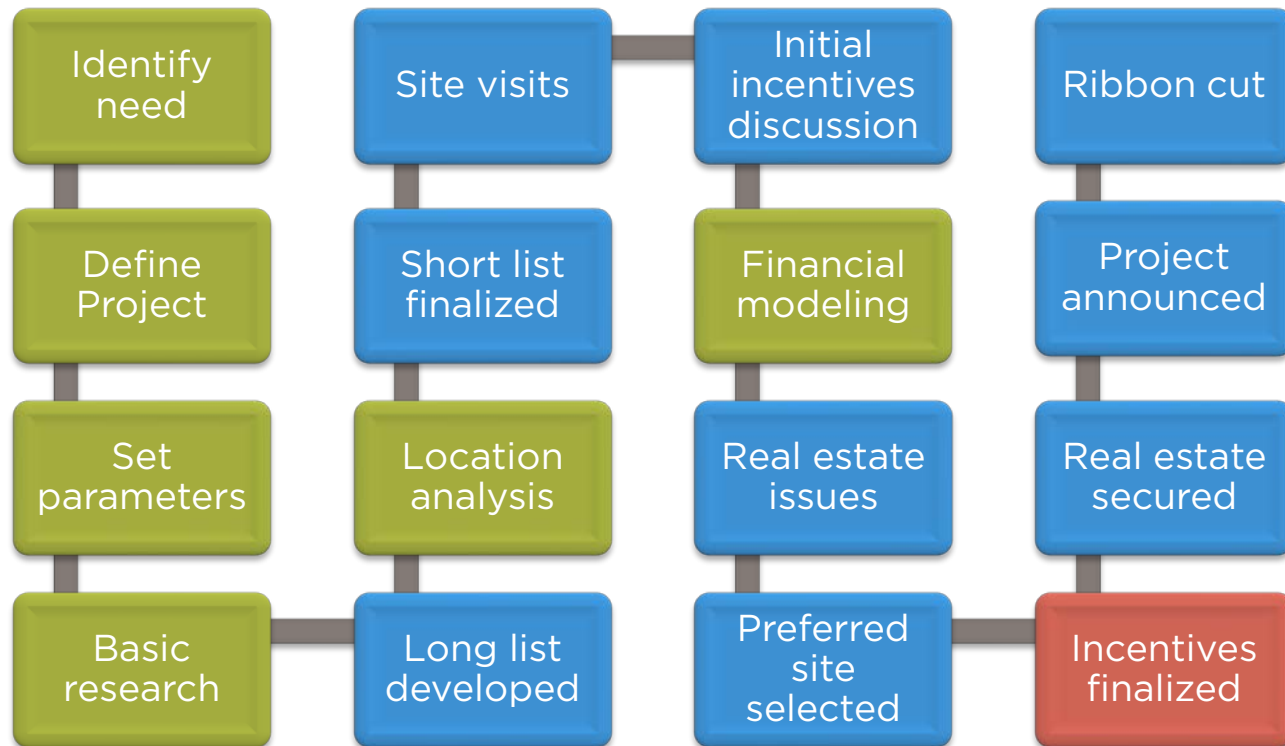 Identify
need
Define
Project
Set
parameters
Basic
research
Long list
developed
Location
analysis
Short list
finalized
Site visits
Initial
incentives
discussion
Financial
modeling
Real estate
issues
Preferred
site
selected
Incentives
finalized
Real estate
secured
Project
announced
Ribbon cut